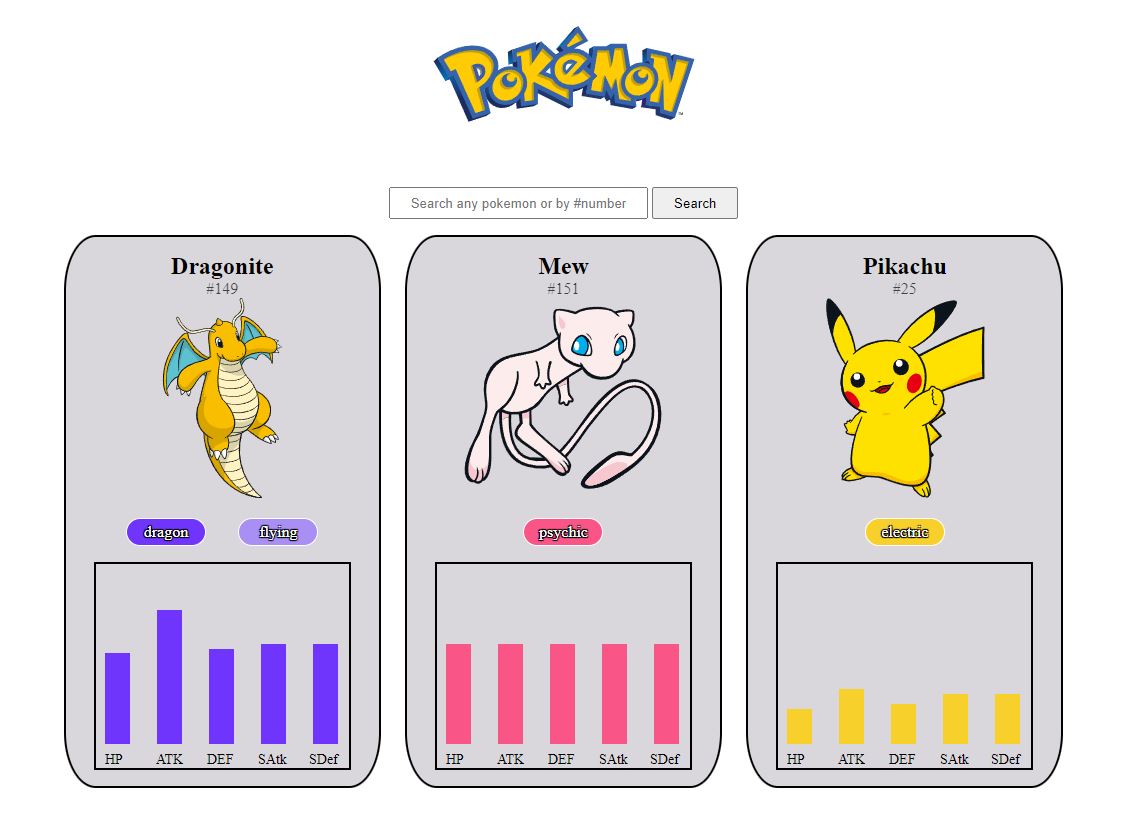 POKÉMON
TM
Search any pokemon or by #number
Search
Dragonite
#149
dragon
flying
HP ATK DEF SAtk SDef
Mew
#151
psychic
HP ATK DEF SAtk SDef
Pikachu
#25
electric
HP ATK DEF SAtk SDef